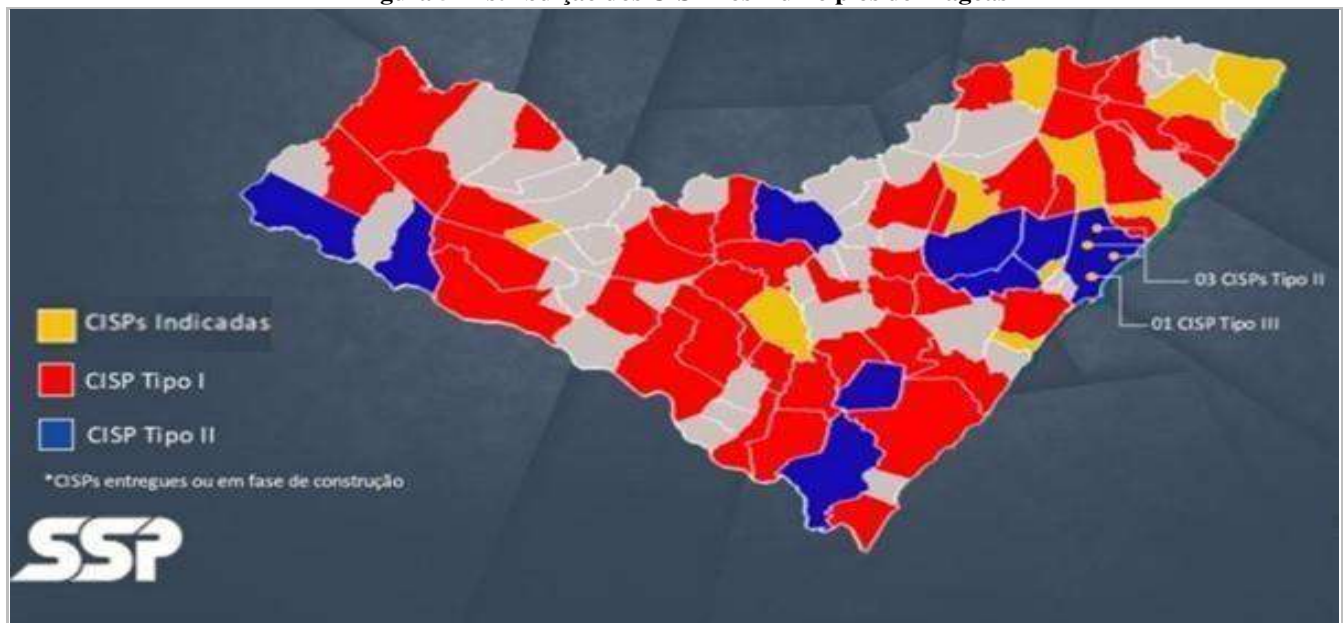 03 CISPs Tipo II
01 CISP Tipo III
CISPs Indicadas
CISP Tipo I
CISP Tipo II
*CISPs entregues ou em fase de construção
SSP